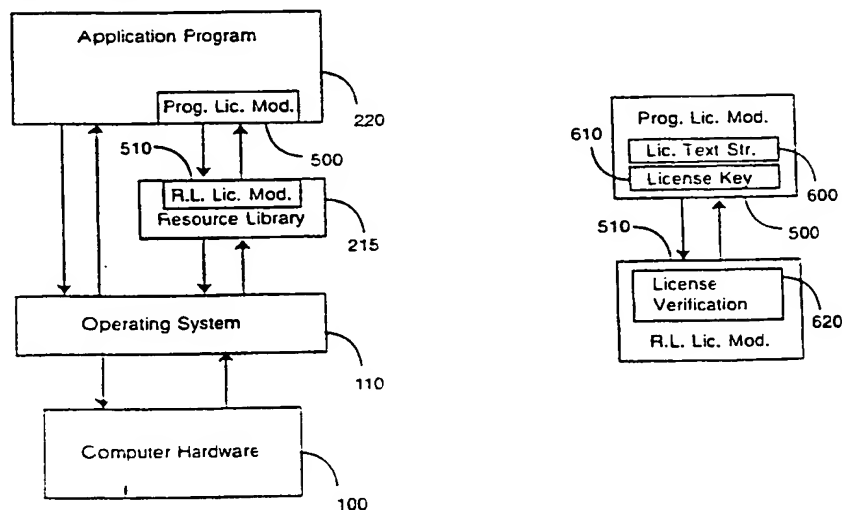 Application Program
Prog. Lic. Mod.
220
510
500
R.L. Lic. Mod.
Resource Library
215
Operating System
110
Computer Hardware
100
Prog. Lic. Mod.
610
Lic. Text Str.
License Key
600
510
500
License
Verification
620
R.L. Lic. Mod.